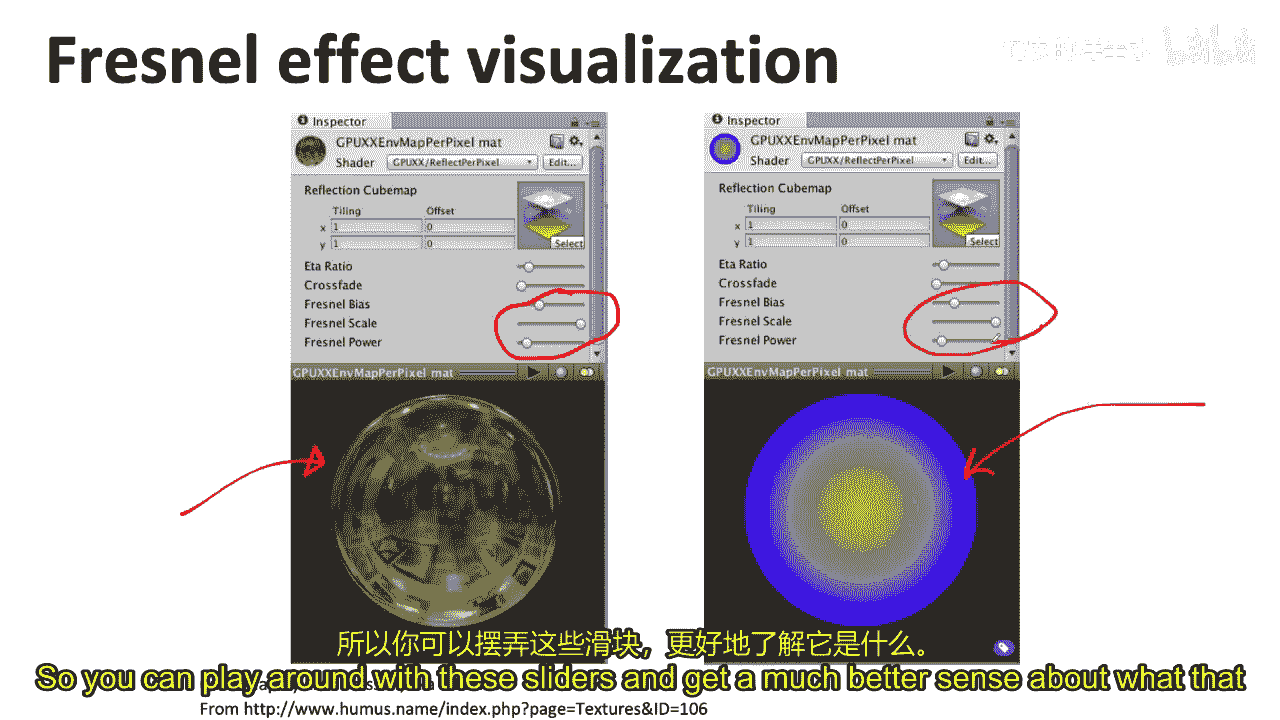 Fresnel effect visualization
Inspector
GPUXXEnvMapPerPixel mat
Shader GPUXX/ReflectPerPixel Edit...
Reflection Cubemap
Tiling Offset
x 1 0
y 1 0
Select
Eta Ratio
Crossfade
Fresnel Bias
Fresnel Scale
Fresnel Power
GPUXXEnvMapPerPixel mat
Inspector
GPUXXEnvMapPerPixel mat
Shader GPUXX/ReflectPerPixel Edit...
Reflection Cubemap
Tiling Offset
x 1 0
y 1 0
Select
Eta Ratio
Crossfade
Fresnel Bias
Fresnel Scale
Fresnel Power
GPUXXEnvMapPerPixel mat
所以你可以摆弄这些滑块，更好地了解它是什么。
So you can play around with these sliders and get a much better sense about what that
From http://www.humus.name/index.php?page=Textures&ID=106